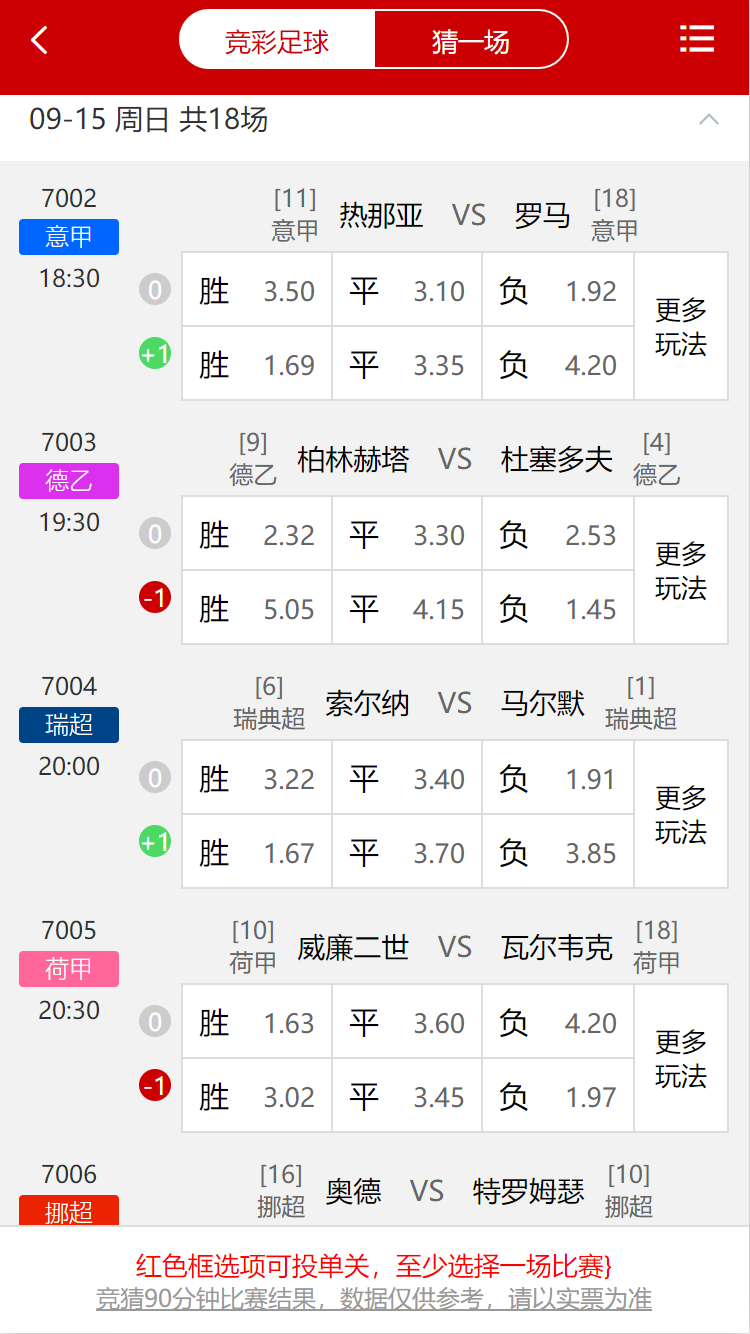 竞彩足球 猜一场
09-15 周日 共18场
7002 [11] 热那亚 VS 罗马 [18]
意甲 意甲 意甲
18:30
0 胜 3.50 平 3.10 负 1.92 更多
+1 胜 1.69 平 3.35 负 4.20 玩法
7003 [9] 柏林赫塔 VS 杜塞多夫 [4]
德乙 德乙 德乙
19:30
0 胜 2.32 平 3.30 负 2.53 更多
-1 胜 5.05 平 4.15 负 1.45 玩法
7004 [6] 索尔纳 VS 马尔默 [1]
瑞超 瑞典超 瑞典超
20:00
0 胜 3.22 平 3.40 负 1.91 更多
+1 胜 1.67 平 3.70 负 3.85 玩法
7005 [10] 威廉二世 VS 瓦尔韦克 [18]
荷甲 荷甲 荷甲
20:30
0 胜 1.63 平 3.60 负 4.20 更多
-1 胜 3.02 平 3.45 负 1.97 玩法
7006 [16] 奥德 VS 特罗姆瑟 [10]
挪超 挪超 挪超
红色框选项可投单关，至少选择一场比赛}
竞猜90分钟比赛结果，数据仅供参考，请以实票为准